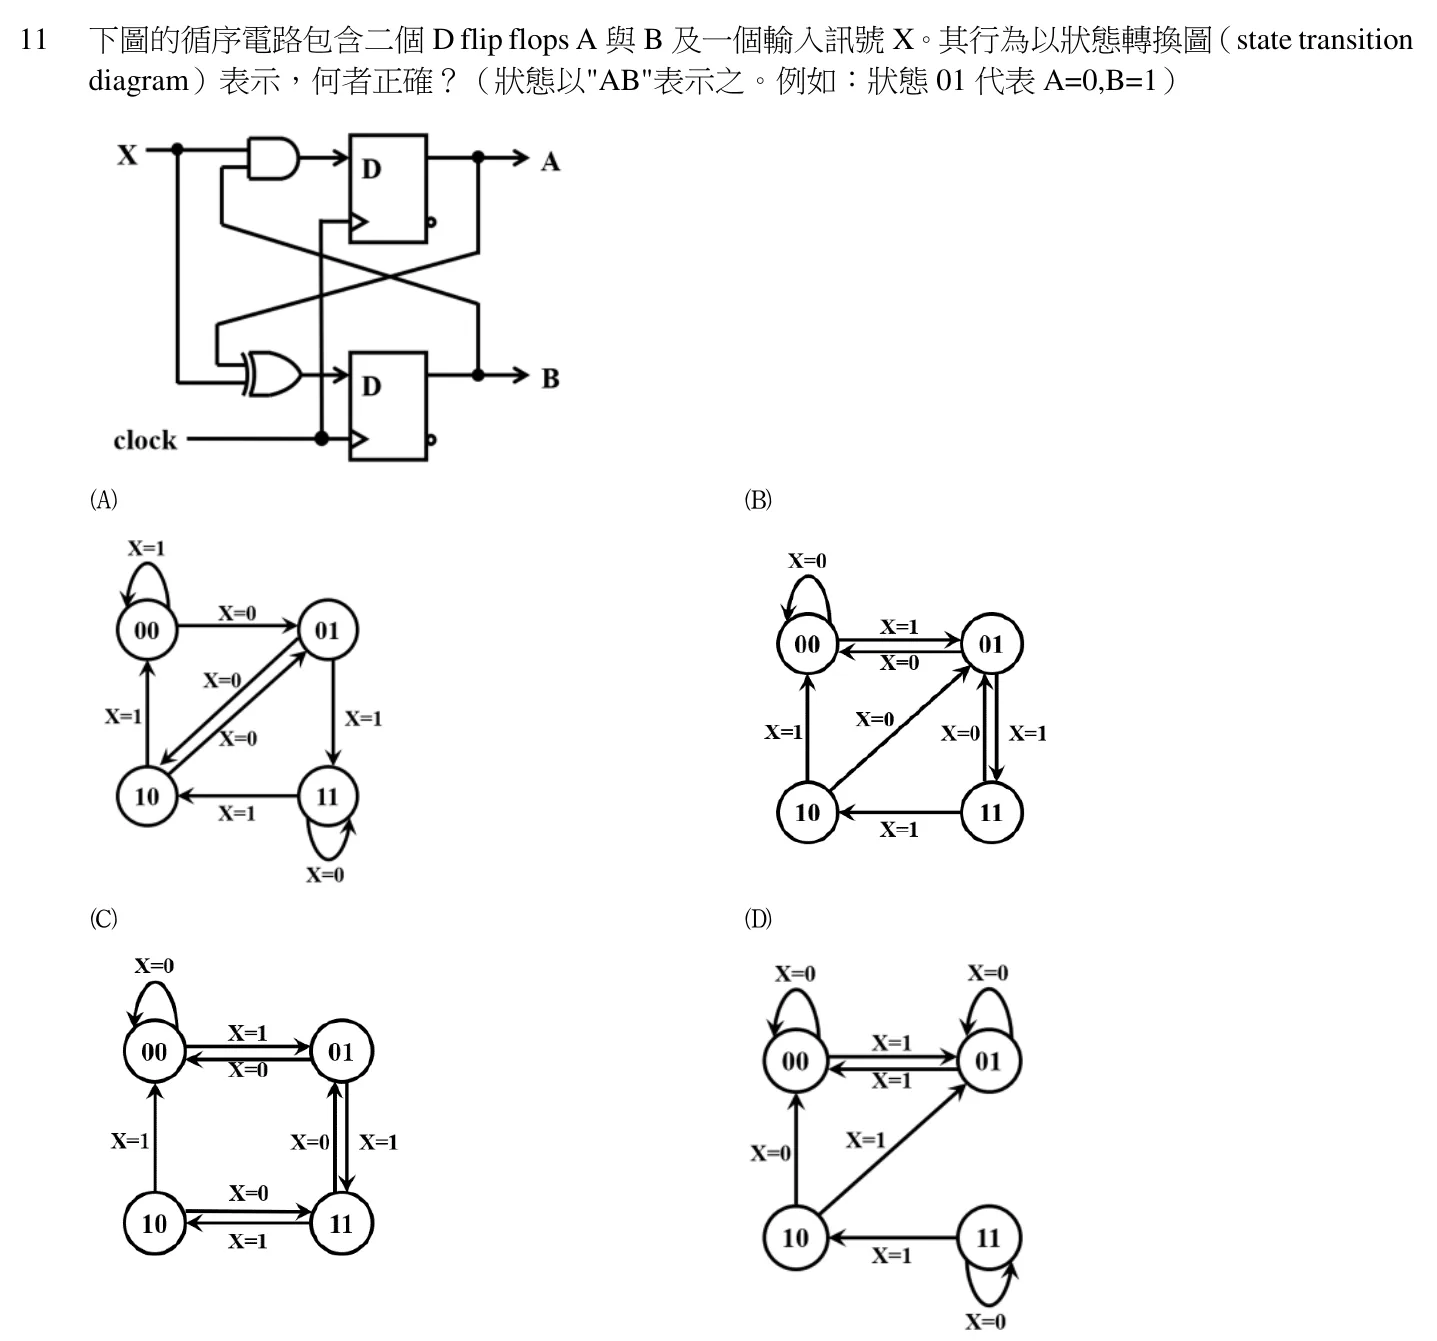 11 下圖的循序電路包含二個 D flip flops A 與 B 及一個輸入訊號 X。其行為以狀態轉換圖（state transition
diagram）表示，何者正確？（狀態以"AB"表示之。例如：狀態 01 代表 A=0,B=1）
X
D
A
D
B
clock
(A)
(B)
X=1
00
X=0
01
X=0
X=0
X=1
X=1
10
X=1
11
X=0
X=0
00
X=1
X=0
01
X=1
X=0
X=0
X=1
10
X=1
11
(C)
(D)
X=0
00
X=1
X=0
01
X=1
X=0
X=1
10
X=0
X=1
11
X=0
X=0
00
X=1
X=1
01
X=0
X=1
10
X=1
11
X=0